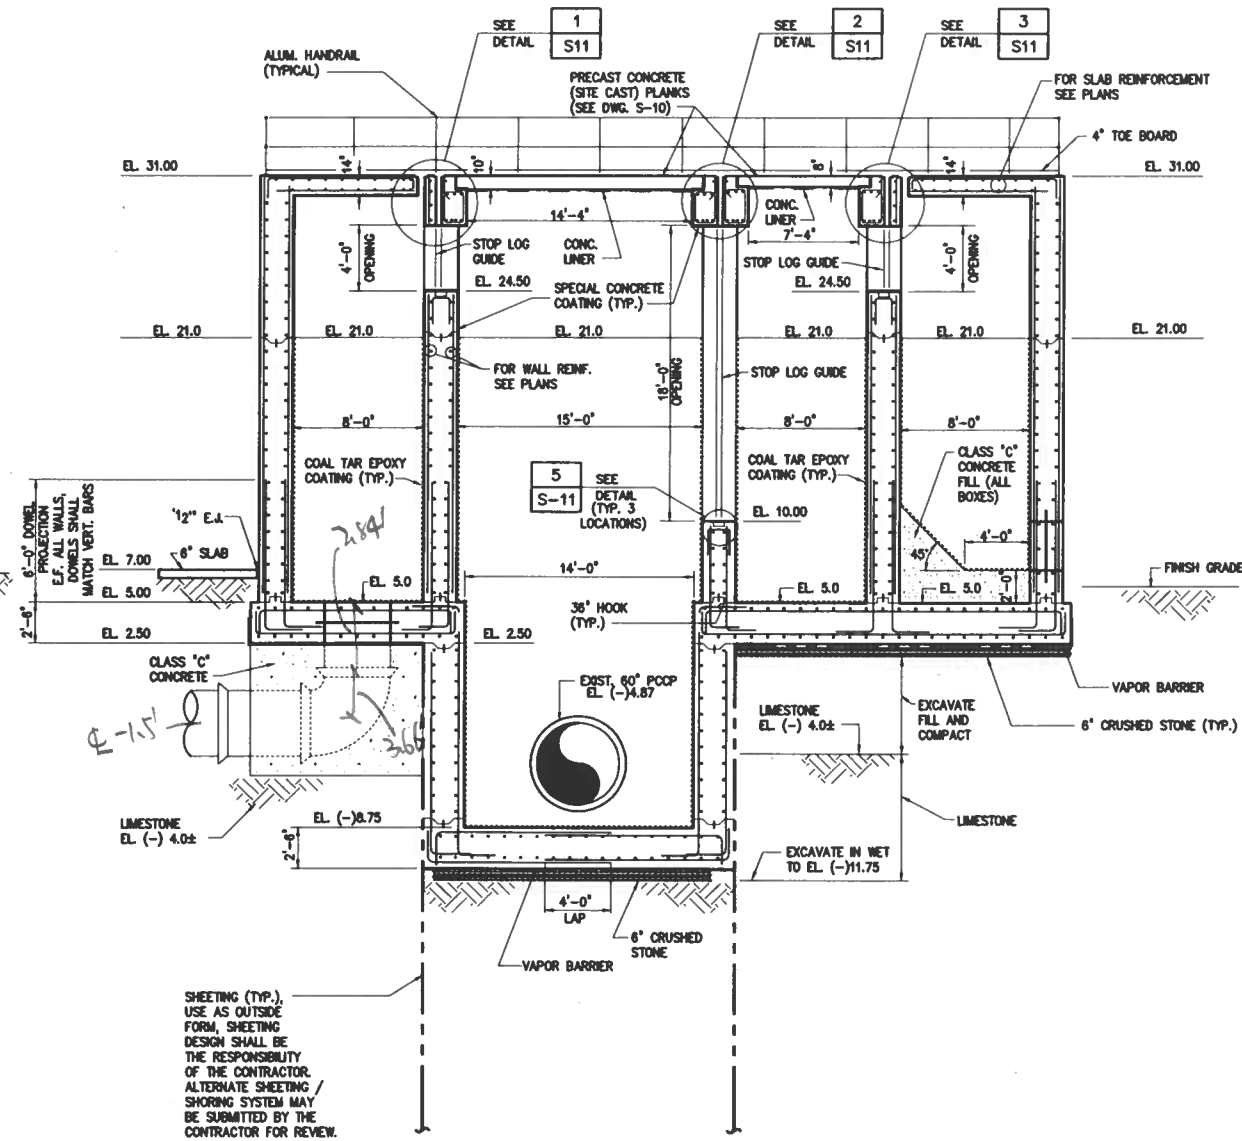 SEE
DETAIL
1
S11
SEE
DETAIL
2
S11
SEE
DETAIL
3
S11
ALUM. HANDRAIL
(TYPICAL)
PRECAST CONCRETE
(SITE CAST) PLANKS
(SEE DWG. S-10)
FOR SLAB REINFORCEMENT
SEE PLANS
4" TOE BOARD
EL. 31.00
14"
10"
8"
14"
EL. 31.00
14'-4"
CONC.
LINER
7'-4"
4'-0"
OPENING
STOP LOG
GUIDE
CONC.
LINER
STOP LOG GUIDE
4'-0"
OPENING
EL. 24.50
SPECIAL CONCRETE
COATING (TYP.)
EL. 24.50
EL. 21.0
EL. 21.0
EL. 21.0
EL. 21.0
EL. 21.0
EL. 21.00
FOR WALL REINF.
SEE PLANS
18'-0"
OPENING
STOP LOG GUIDE
8'-0"
15'-0"
8'-0"
8'-0"
COAL TAR EPOXY
COATING (TYP.)
5
S-11
SEE
DETAIL
(TYP. 3
LOCATIONS)
COAL TAR EPOXY
COATING (TYP.)
CLASS "C"
CONCRETE
FILL (ALL
BOXES)
6'-0" DOWEL
PROJECTION
E.F. ALL WALLS,
DOWELS SHALL
MATCH VERT. BARS
1/2" E.J.
EL. 10.00
4'-0"
45°
2'-0"
6" SLAB
EL. 7.00
2.84'
14'-0"
FINISH GRADE
EL. 5.00
EL. 5.0
EL. 5.0
EL. 5.0
2'-6"
EL. 2.50
36" HOOK
(TYP.)
EL. 2.50
CLASS "C"
CONCRETE
EXIST. 60" PCCP
EL. (-)4.87
VAPOR BARRIER
6" CRUSHED STONE (TYP.)
℄ -1.5'
3.66
LIMESTONE
EL. (-) 4.0±
EXCAVATE
FILL AND
COMPACT
LIMESTONE
EL. (-) 4.0±
EL. (-)8.75
2'-6"
LIMESTONE
EXCAVATE IN WET
TO EL. (-)11.75
4'-0"
LAP
6" CRUSHED
STONE
VAPOR BARRIER
SHEETING (TYP.),
USE AS OUTSIDE
FORM, SHEETING
DESIGN SHALL BE
THE RESPONSIBILITY
OF THE CONTRACTOR.
ALTERNATE SHEETING /
SHORING SYSTEM MAY
BE SUBMITTED BY THE
CONTRACTOR FOR REVIEW.